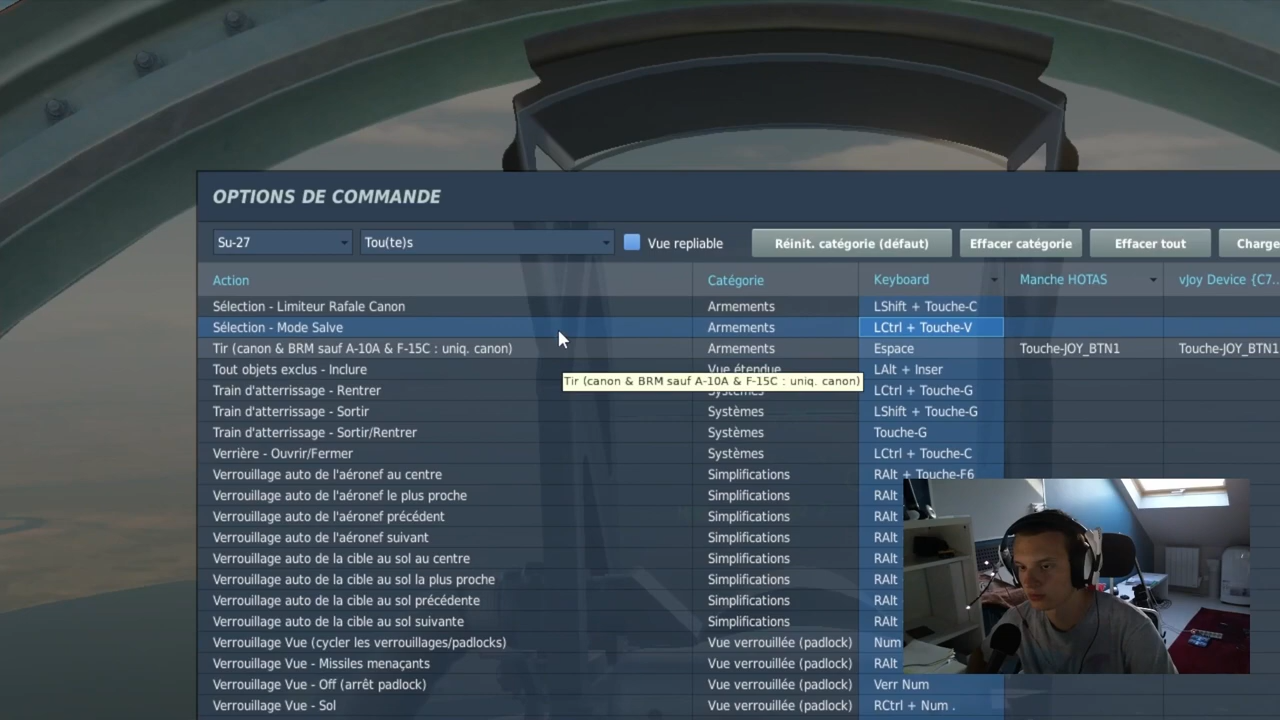 OPTIONS DE COMMANDE
Su-27 Tou(te)s Vue repliable Réinit. catégorie (défaut) Effacer catégorie Effacer tout Charge
Action Catégorie Keyboard Manche HOTAS vJoy Device {C7...
Sélection - Limiteur Rafale Canon Armements LShift + Touche-C
Sélection - Mode Salve Armements LCtrl + Touche-V
Tir (canon & BRM sauf A-10A & F-15C : uniq. canon) Armements Espace Touche-JOY_BTN1 Touche-JOY_BTN1
Tout objets exclus - Inclure Vue étendue LAlt + Inser
Tir (canon & BRM sauf A-10A & F-15C : uniq. canon)
Train d'atterrissage - Rentrer Systèmes LCtrl + Touche-G
Train d'atterrissage - Sortir Systèmes LShift + Touche-G
Train d'atterrissage - Sortir/Rentrer Systèmes Touche-G
Verrière - Ouvrir/Fermer Systèmes LCtrl + Touche-C
Verrouillage auto de l'aéronef au centre Simplifications RAlt + Touche-F6
Verrouillage auto de l'aéronef le plus proche Simplifications RAlt
Verrouillage auto de l'aéronef précédent Simplifications RAlt
Verrouillage auto de l'aéronef suivant Simplifications RAlt
Verrouillage auto de la cible au sol au centre Simplifications RAlt
Verrouillage auto de la cible au sol la plus proche Simplifications RAlt
Verrouillage auto de la cible au sol précédente Simplifications RAlt
Verrouillage auto de la cible au sol suivante Simplifications RAlt
Verrouillage Vue (cycler les verrouillages/padlocks) Vue verrouillée (padlock) Num
Verrouillage Vue - Missiles menaçants Vue verrouillée (padlock) RAlt
Verrouillage Vue - Off (arrêt padlock) Vue verrouillée (padlock) Verr Num
Verrouillage Vue - Sol Vue verrouillée (padlock) RCtrl + Num .